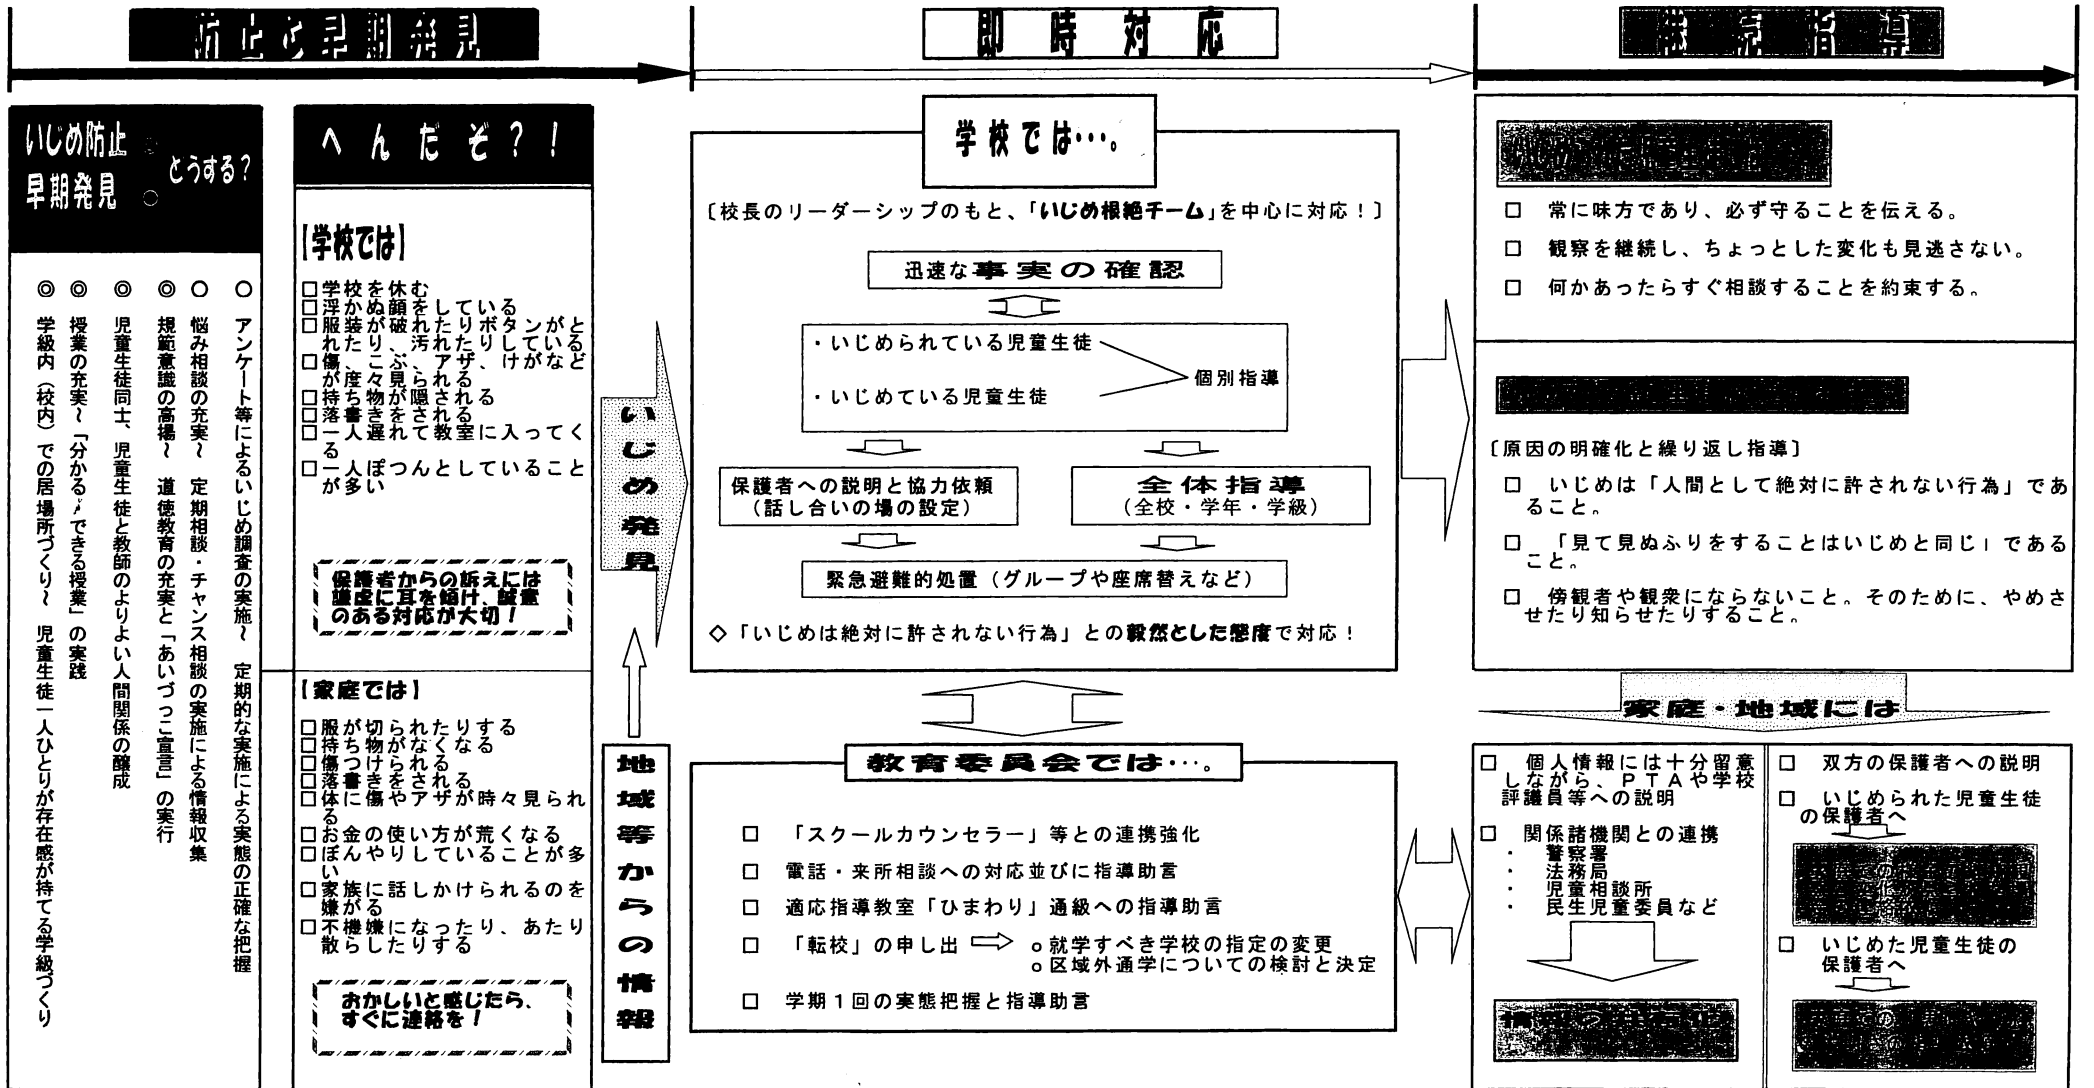 防止と早期発見
即時対応
継続指導
いじめ防止
早期発見
どうする?
○ アンケート等によるいじめ調査の実施~ 定期的な実施による実態の正確な把握
○ 悩み相談の充実~ 定期相談・チャンス相談の実施による情報収集
◎ 規範意識の高揚~ 道徳教育の充実と「あいづっこ宣言」の実行
◎ 児童生徒同士、児童生徒と教師のよりよい人間関係の醸成
◎ 授業の充実~「分かる/できる授業」の実践
◎ 学級内(校内)での居場所づくり~ 児童生徒一人ひとりが存在感が持てる学級づくり
へんだぞ?!
【学校では】
□学校を休む
□浮かぬ顔をしている
□服装が破れたりボタンがと
れたり、汚れたりしている
□傷、こぶ、アザ、けがなど
が度々見られる
□持ち物が隠される
□落書きをされる
□一人遅れて教室に入ってく
る
□一人ぽつんとしていること
が多い
保護者からの訴えには
謙虚に耳を傾け、誠意
のある対応が大切!
【家庭では】
□服が切られたりする
□持ち物がなくなる
□傷つけられる
□落書きをされる
□体に傷やアザが時々見られ
る
□お金の使い方が荒くなる
□ぼんやりしていることが多
い
□家族に話しかけられるのを
嫌がる
□不機嫌になったり、あたり
散らしたりする
おかしいと感じたら、
すぐに連絡を!
いじめ発見
地域等からの情報
学校では…。
〔校長のリーダーシップのもと、「いじめ根絶チーム」を中心に対応!〕
迅速な事実の確認
・いじめられている児童生徒
・いじめている児童生徒
個別指導
保護者への説明と協力依頼
(話し合いの場の設定)
全体指導
(全校・学年・学級)
緊急避難的処置(グループや座席替えなど)
◇「いじめは絶対に許されない行為」との毅然とした態度で対応!
教育委員会では…。
□ 「スクールカウンセラー」等との連携強化
□ 電話・来所相談への対応並びに指導助言
□ 適応指導教室「ひまわり」通級への指導助言
□ 「転校」の申し出 ⇨ o就学すべき学校の指定の変更
o区域外通学についての検討と決定
□ 学期1回の実態把握と指導助言
□ 常に味方であり、必ず守ることを伝える。
□ 観察を継続し、ちょっとした変化も見逃さない。
□ 何かあったらすぐ相談することを約束する。
〔原因の明確化と繰り返し指導〕
□ いじめは「人間として絶対に許されない行為」であ
ること。
□ 「見て見ぬふりをすることはいじめと同じ」である
こと。
□ 傍観者や観衆にならないこと。そのために、やめさ
せたり知らせたりすること。
家庭・地域には
□ 個人情報には十分留意
しながら、PTAや学校
評議員等への説明
□ 関係諸機関との連携
・ 警察署
・ 法務局
・ 児童相談所
・ 民生児童委員など
□ 双方の保護者への説明
□ いじめられた児童生徒
の保護者へ
□ いじめた児童生徒の
保護者へ